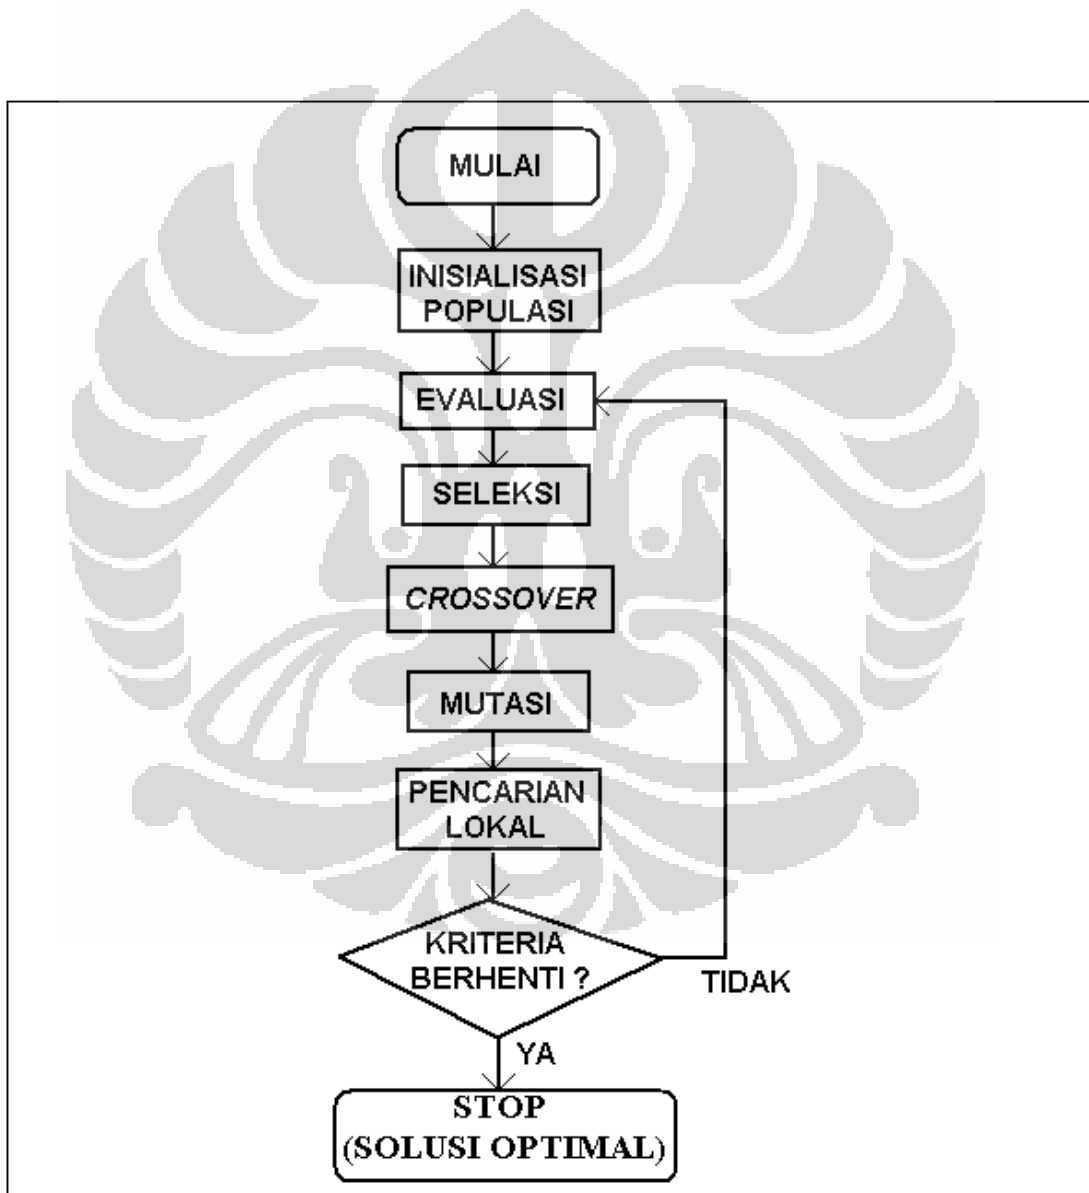 MULAI
INISIALISASI
POPULASI
EVALUASI
SELEKSI
CROSSOVER
MUTASI
PENCARIAN
LOKAL
KRITERIA
BERHENTI ?
TIDAK
YA
STOP
(SOLUSI OPTIMAL)